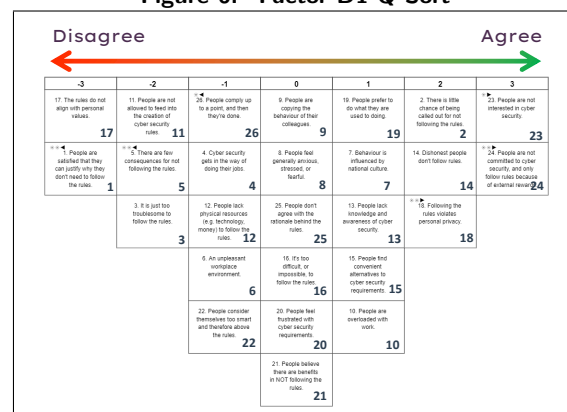 Factor Q-Sort
Disagree
Agree
-3 -2 -1 0 1 2 3
17. The rules do not
align with personal
values.
17
11. People are not
allowed to feed into
the creation of
cyber security
rules.
11
*◄
26. People comply up
to a point, and then
they're done.
26
9. People are
copying the
behaviour of their
colleagues.
9
19. People prefer to
do what they are
used to doing.
19
2. There is little
chance of being
called out for not
following the rules.
2
*►
23. People are not
interested in cyber
security.
23
**◄
1. People are
satisfied that they
can justify why they
don't need to follow
the rules.
1
**◄
5. There are few
consequences for not
following the rules.
5
4. Cyber security
gets in the way of
doing their jobs.
4
8. People feel
generally anxious,
stressed, or
fearful.
8
7. Behaviour is
influenced by
national culture.
7
14. Dishonest people
don't follow rules.
14
**►
24. People are not
committed to cyber
security, and only
follow rules because
of external
24
3. It is just too
troublesome to
follow the rules.
3
12. People lack
physical resources
(e.g. technology,
money) to follow the
rules.
12
25. People don't
agree with the
rationale behind the
rules.
25
13. People lack
knowledge and
awareness of cyber
security.
13
**►
18. Following the
rules violates
personal privacy.
18
6. An unpleasant
workplace
environment.
6
16. It's too
difficult, or
impossible, to
follow the rules.
16
15. People find
convenient
alternatives to
cyber security
requirements.
15
22. People consider
themselves too smart
and therefore above
the rules.
22
20. People feel
frustrated with
cyber security
requirements.
20
10. People are
overloaded with
work.
10
21. People believe
there are benefits
in NOT following the
rules.
21